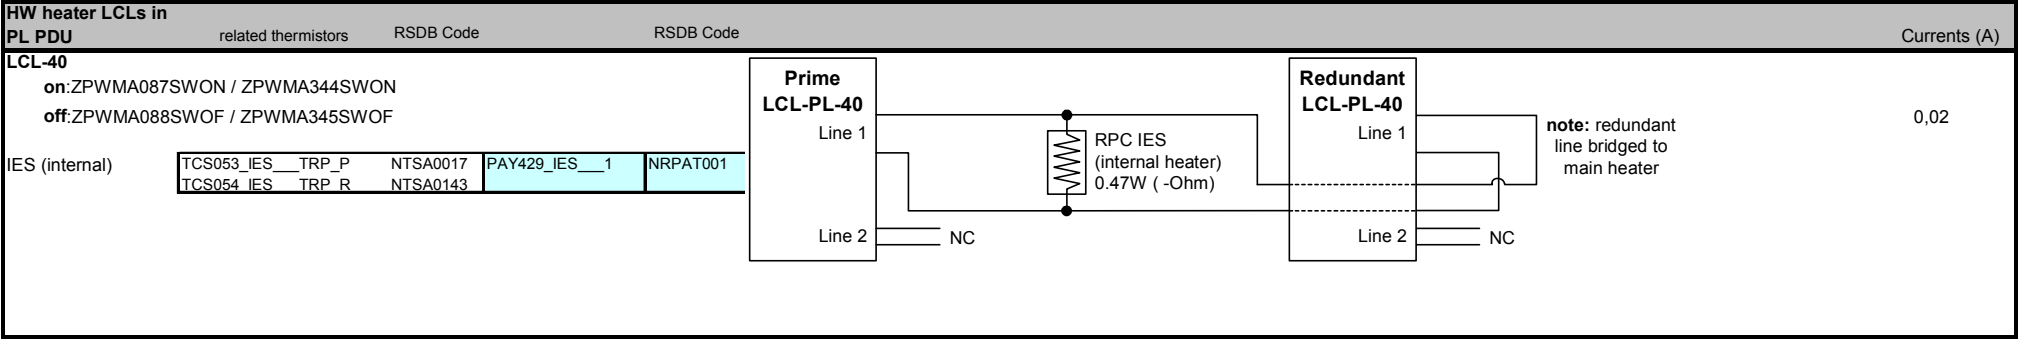 HW heater LCLs in
PL PDU related thermistors RSDB Code RSDB Code Currents (A)
LCL-40
on:ZPWMA087SWON / ZPWMA344SWON
off:ZPWMA088SWOF / ZPWMA345SWOF
IES (internal)
TCS053_IES___TRP_P NTSA0017 PAY429_IES___1 NRPAT001
TCS054_IES___TRP_R NTSA0143
Prime
LCL-PL-40
Line 1
Line 2
NC
RPC IES
(internal heater)
0.47W ( -Ohm)
Redundant
LCL-PL-40
Line 1
Line 2
NC
note: redundant
line bridged to
main heater
0,02